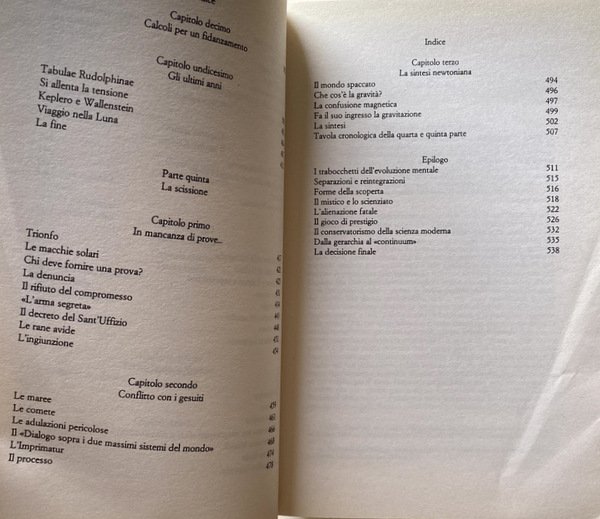 Capitolo decimo
Calcoli per un fidanzamento
Capitolo undicesimo
Gli ultimi anni
Tabulae Rudolphinae
Si allenta la tensione
Keplero e Wallenstein
Viaggio nella Luna
La fine
Parte quinta
La scissione
Capitolo primo
In mancanza di prove...
Trionfo
Le macchie solari
Chi deve fornire una prova?
La denuncia
Il rifiuto del compromesso
«L'arma segreta»
Il decreto del Sant'Uffizio
Le rane avide
L'ingiunzione
Capitolo secondo
Conflitto con i gesuiti
Le maree 459
Le comete
Le adulazioni pericolose 466
Il «Dialogo sopra i due massimi sistemi del mondo» 468
L'Imprimatur 474
Il processo 478
Indice
Capitolo terzo
La sintesi newtoniana
Il mondo spaccato 494
Che cos'è la gravità? 496
La confusione magnetica 497
Fa il suo ingresso la gravitazione 499
La sintesi 502
Tavola cronologica della quarta e quinta parte 507
Epilogo
I trabocchetti dell'evoluzione mentale 511
Separazioni e reintegrazioni 515
Forme della scoperta 516
Il mistico e lo scienziato 518
L'alienazione fatale 522
Il gioco di prestigio 526
Il conservatorismo della scienza moderna 532
Dalla gerarchia al «continuum» 535
La decisione finale 538